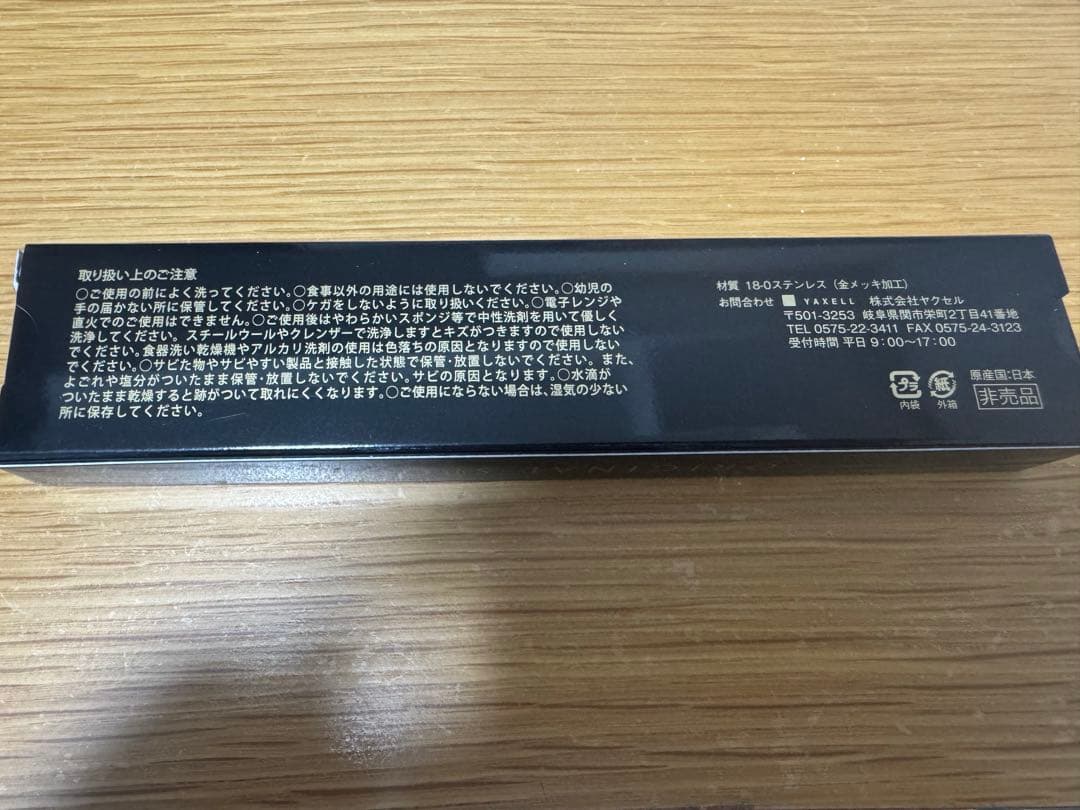 取り扱い上のご注意
○ご使用の前によく洗ってください。○食事以外の用途には使用しないでください。○幼児の
手の届かない所に保管してください。○ケガをしないように取り扱いください。○電子レンジや
直火でのご使用はできません。○ご使用後はやわらかいスポンジ等で中性洗剤を用いて優しく
洗浄してください。スチールウールやクレンザーで洗浄しますとキズがつきますので使用しない
でください。食器洗い乾燥機やアルカリ洗剤の使用は色落ちの原因となりますので使用しない
でください。○サビた物やサビやすい製品と接触した状態で保管・放置しないでください。また、
よごれや塩分がついたまま保管・放置しないでください。サビの原因となります。○水滴が
ついたまま乾燥すると跡がついて取れにくくなります。○ご使用にならない場合は、湿気の少ない
所に保存してください。
材質 18-0ステンレス（金メッキ加工）
お問合わせ YAXELL 株式会社ヤクセル
〒501-3253 岐阜県関市栄町2丁目41番地
TEL 0575-22-3411 FAX 0575-24-3123
受付時間 平日 9:00〜17:00
プラ 内袋
紙 外箱
原産国:日本
非売品
ORIGINAL